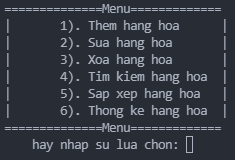 ==============Menu=============
|      1). Them hang hoa      |
|      2). Sua hang hoa       |
|      3). Xoa hang hoa       |
|      4). Tim kiem hang hoa  |
|      5). Sap xep hang hoa   |
|      6). Thong ke hang hoa  |
==============Menu=============
hay nhap su lua chon: